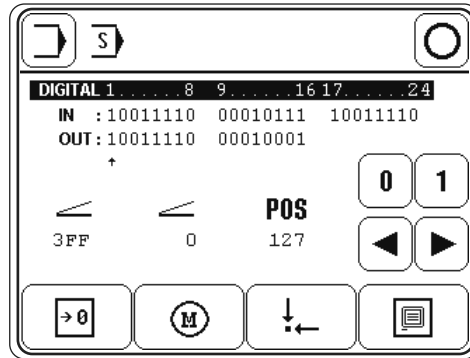 S
DIGITAL 1......8 9......16 17......24
IN :10011110 00010111 10011110
OUT:10011110 00010001
0 1
POS
3FF 0 127
→0 M